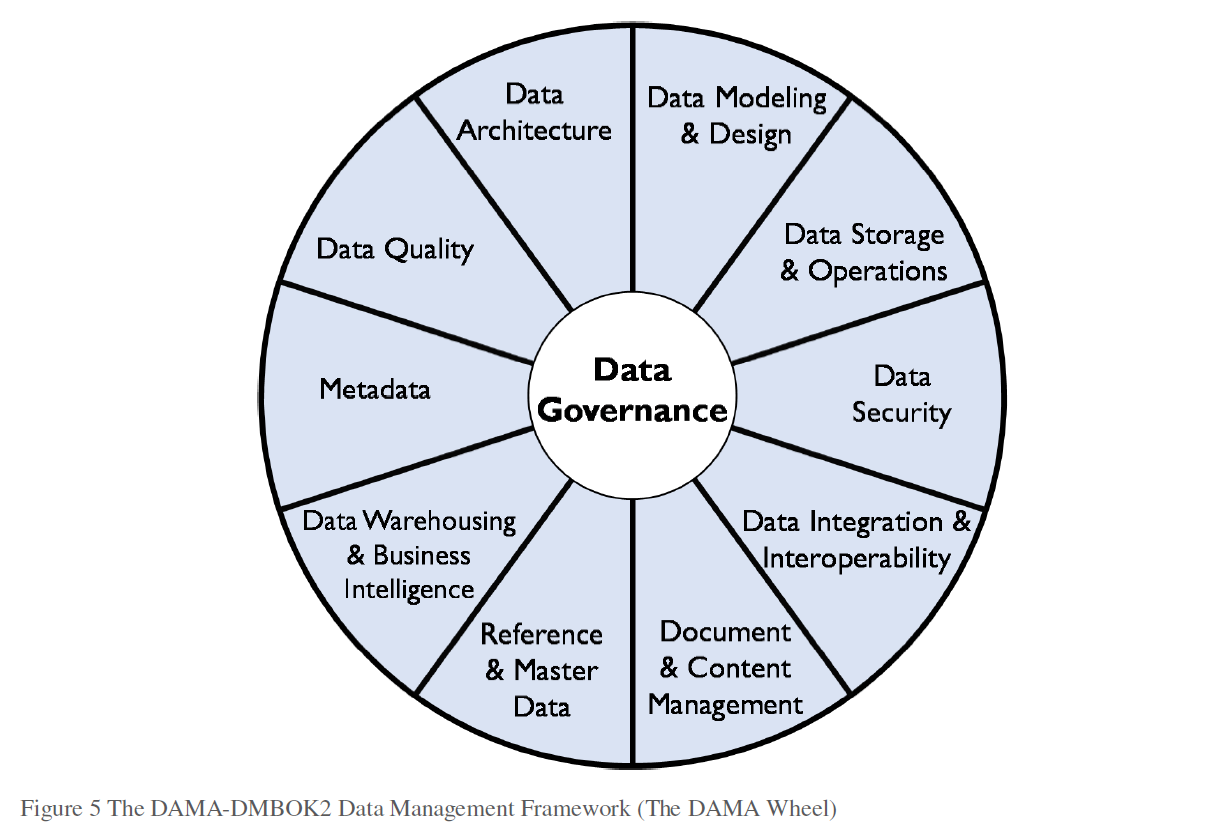 Data
Architecture
Data Modeling
& Design
Data Storage
& Operations
Data
Security
Data Integration &
Interoperability
Document
& Content
Management
Reference
& Master
Data
Data Warehousing
& Business
Intelligence
Metadata
Data Quality
Data
Governance
Figure 5 The DAMA-DMBOK2 Data Management Framework (The DAMA Wheel)